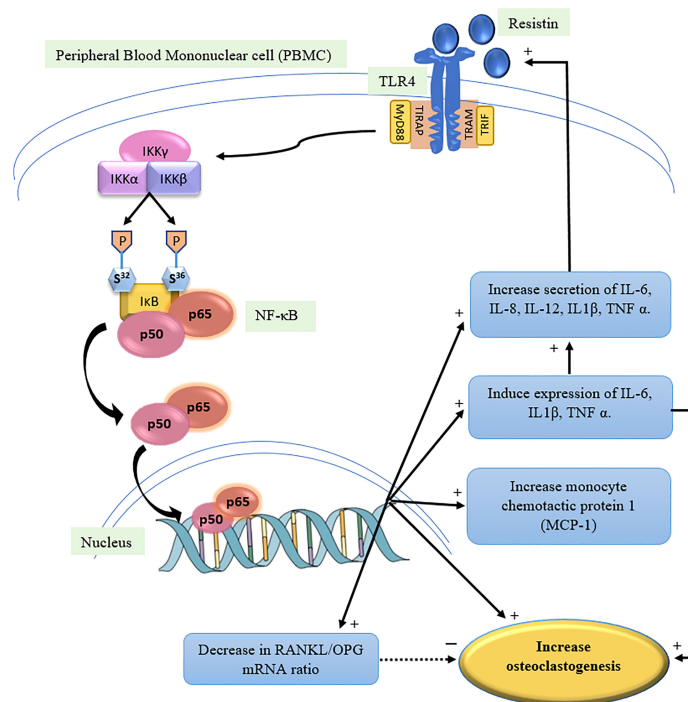 Resistin
+
Peripheral Blood Mononuclear cell (PBMC)
TLR4
MyD88
TIRAP
TRAM
TRIF
IKKγ
IKKα
IKKβ
P
P
S32
S36
IκB
p65
p50
NF-κB
Increase secretion of IL-6,
IL-8, IL-12, IL1β, TNF α.
+
+
p65
p50
Induce expression of IL-6,
IL1β, TNF α.
+
p65
p50
Increase monocyte
chemotactic protein 1
(MCP-1)
+
Nucleus
+
+
Decrease in RANKL/OPG
mRNA ratio
–
Increase
osteoclastogenesis
+